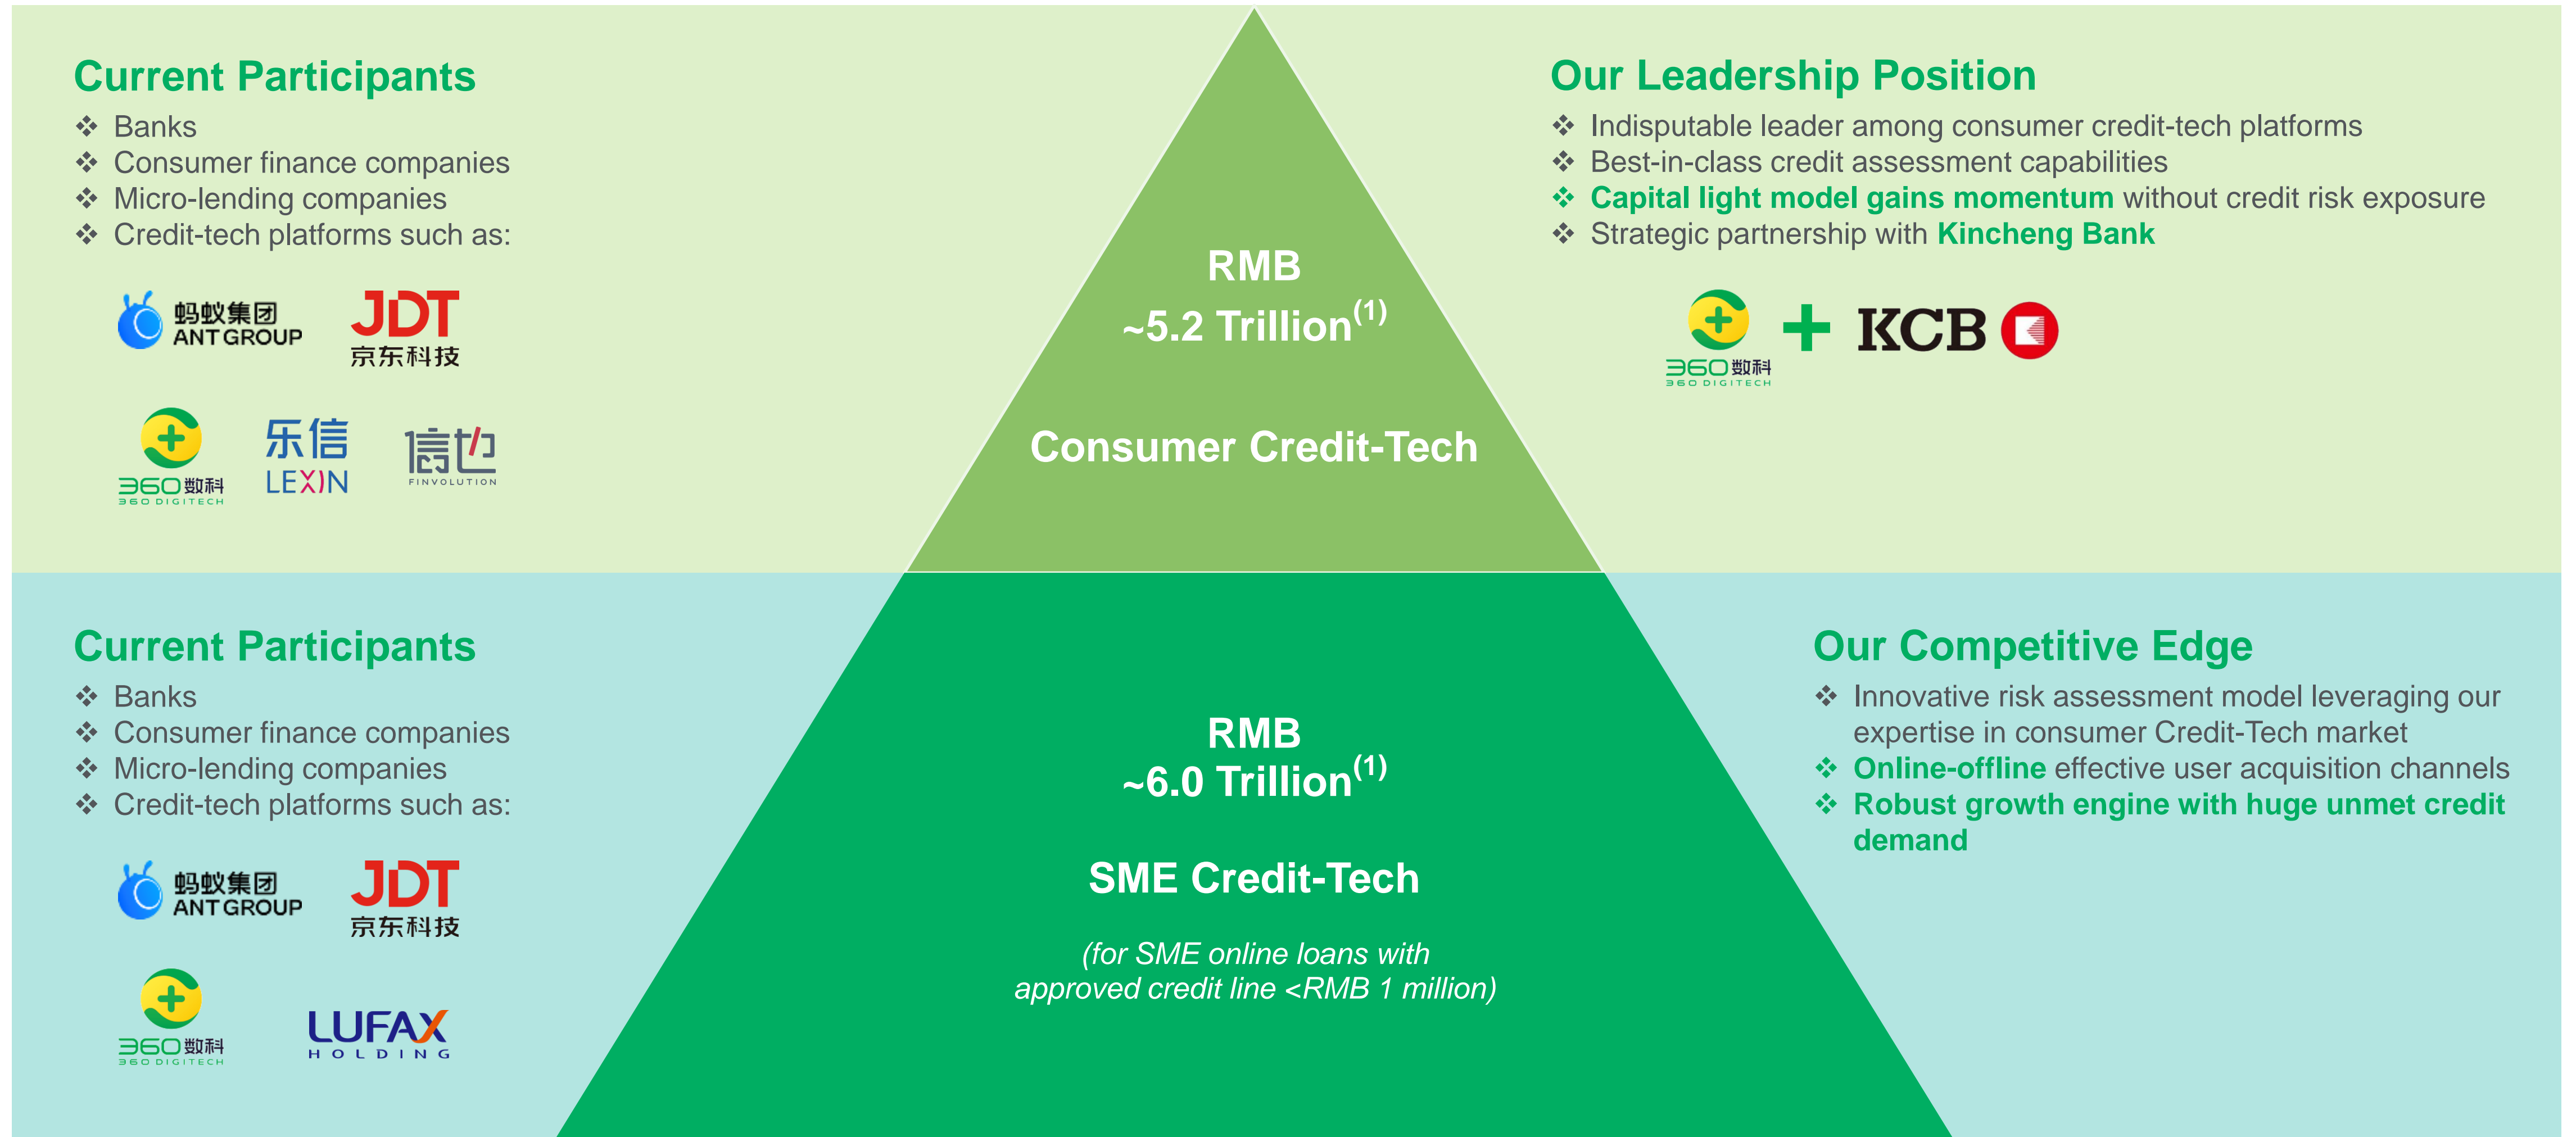 Current Participants
❖ Banks
❖ Consumer finance companies
❖ Micro-lending companies
❖ Credit-tech platforms such as:
蚂蚁集团
ANT GROUP
JDT
京东科技
360数科
360 DIGITECH
乐信
LEXIN
信也
FINVOLUTION
RMB
~5.2 Trillion(1)
Consumer Credit-Tech
Our Leadership Position
❖ Indisputable leader among consumer credit-tech platforms
❖ Best-in-class credit assessment capabilities
❖ Capital light model gains momentum without credit risk exposure
❖ Strategic partnership with Kincheng Bank
360数科
360 DIGITECH
+
KCB
Current Participants
❖ Banks
❖ Consumer finance companies
❖ Micro-lending companies
❖ Credit-tech platforms such as:
蚂蚁集团
ANT GROUP
JDT
京东科技
360数科
360 DIGITECH
LUFAX
HOLDING
RMB
~6.0 Trillion(1)
SME Credit-Tech
(for SME online loans with
approved credit line <RMB 1 million)
Our Competitive Edge
❖ Innovative risk assessment model leveraging our
expertise in consumer Credit-Tech market
❖ Online-offline effective user acquisition channels
❖ Robust growth engine with huge unmet credit
demand